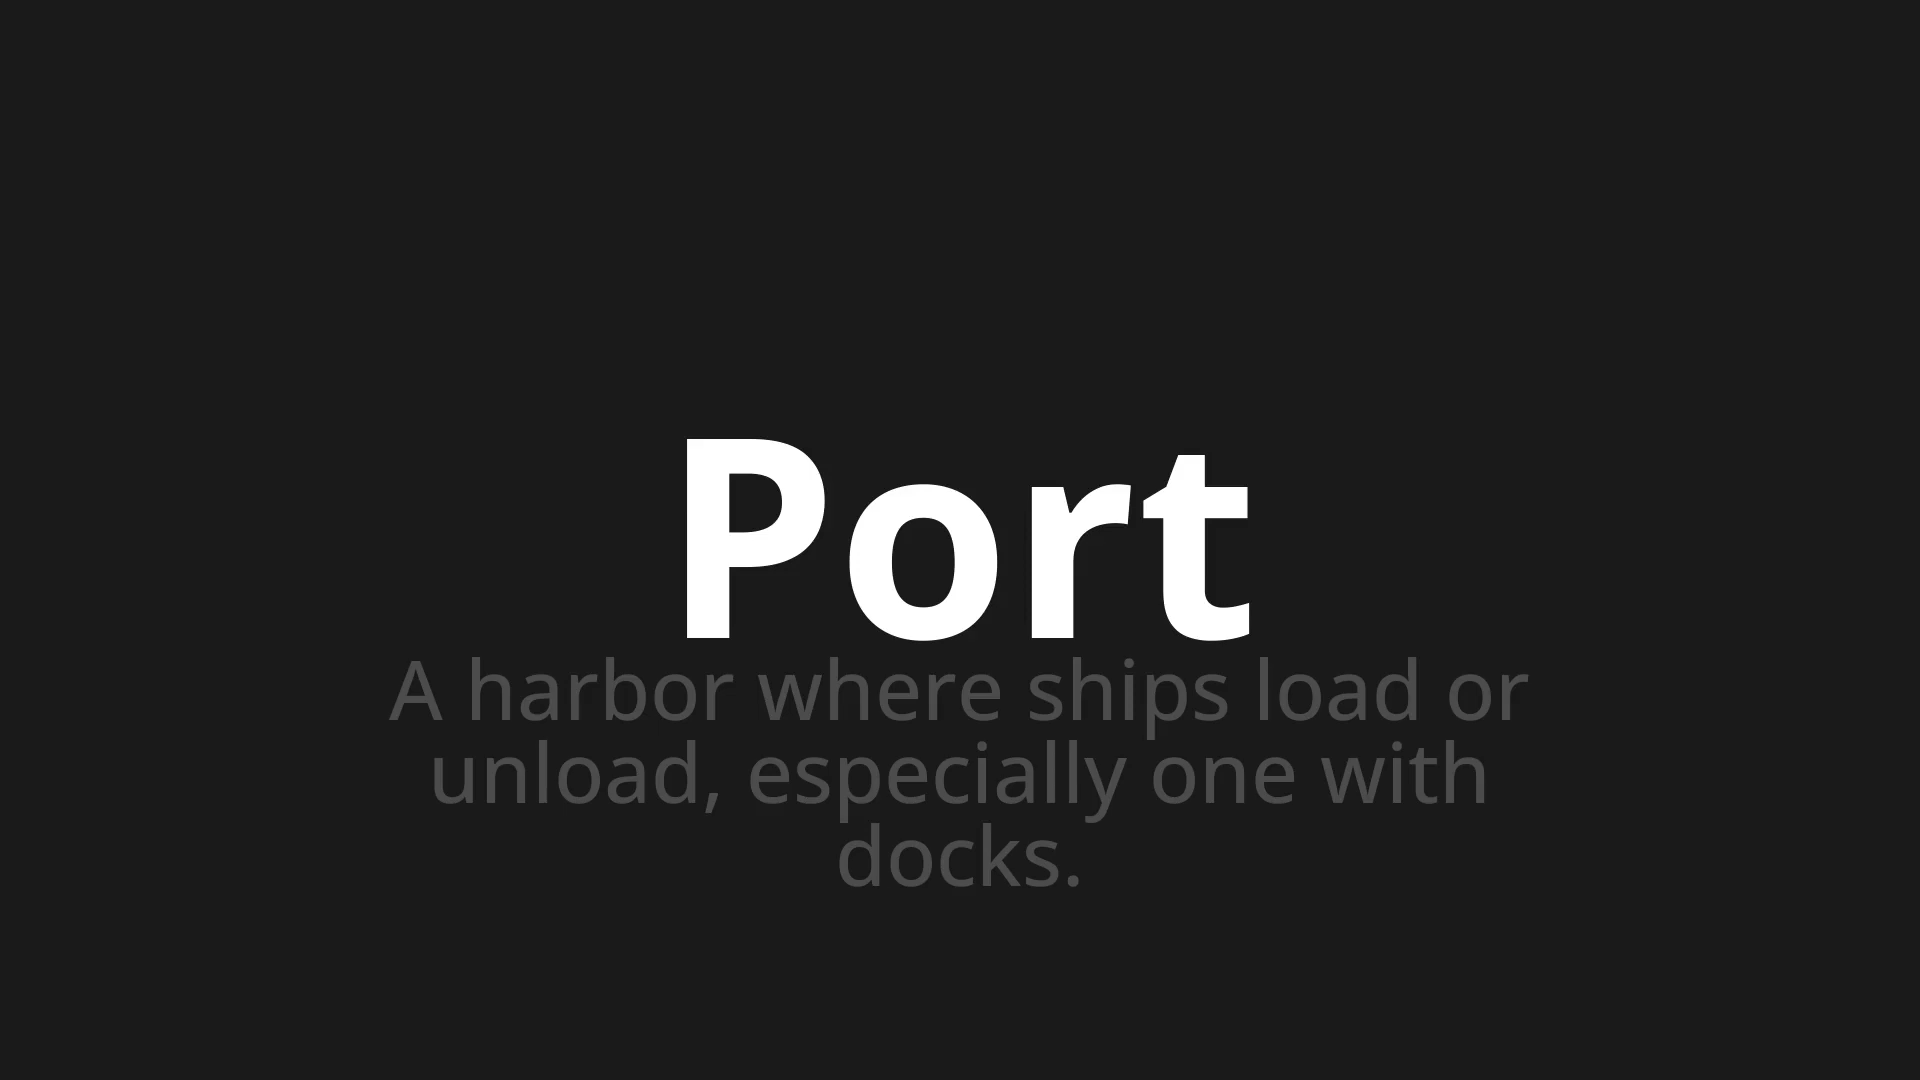 Port
A harbor where ships load or
unload, especially one with
docks.